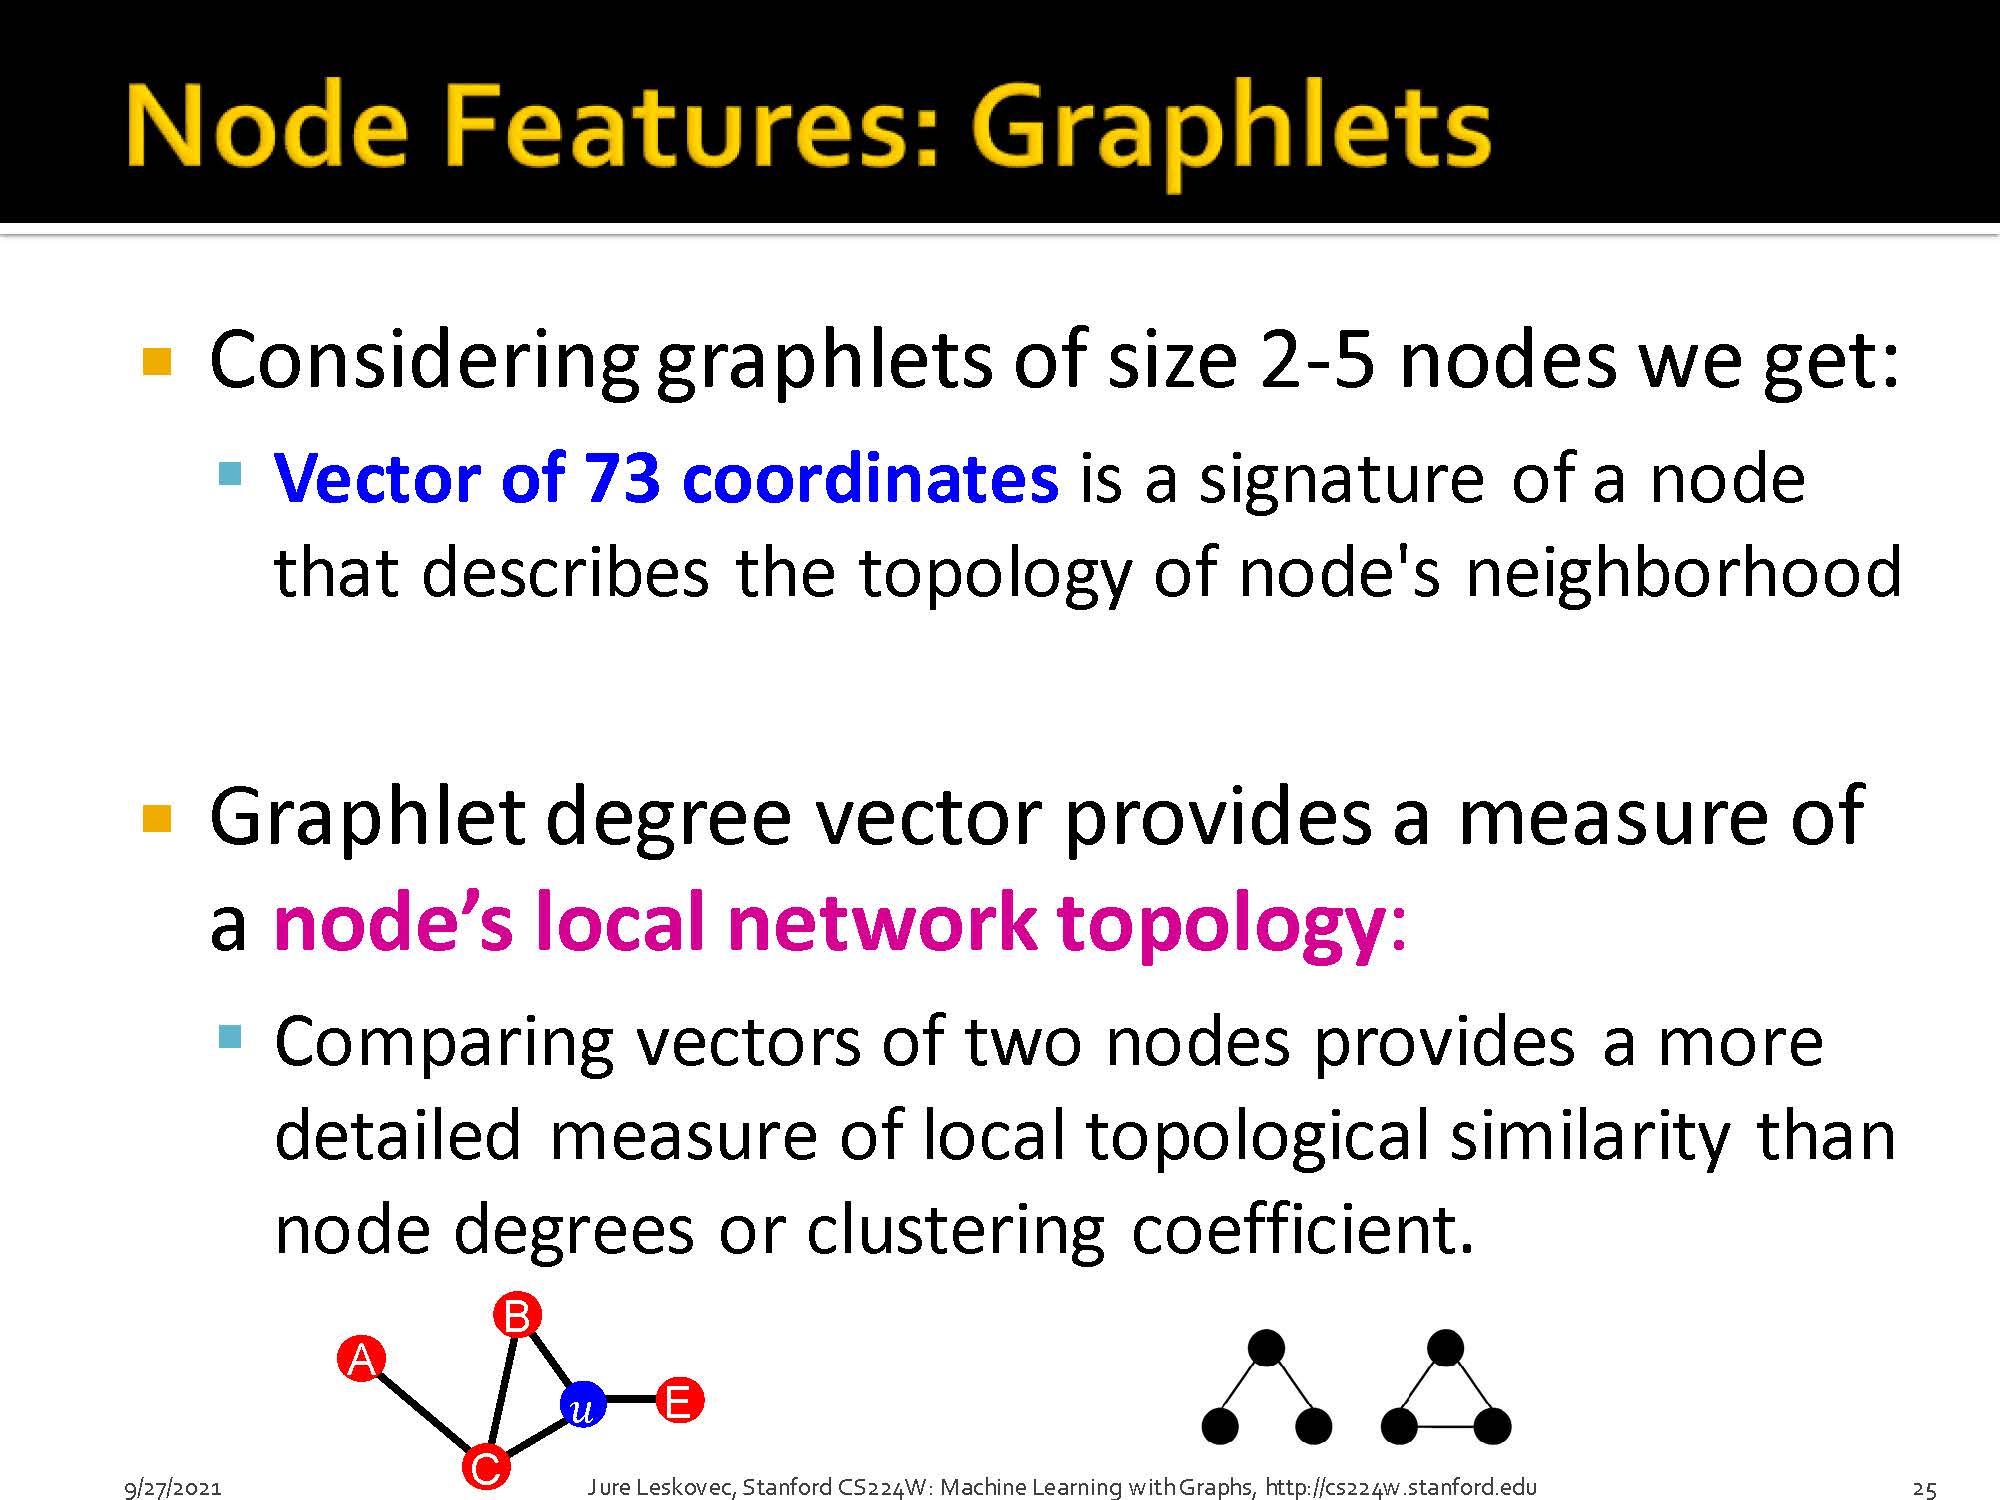 Node Features: Graphlets
Considering graphlets of size 2-5 nodes we get:
Vector of 73 coordinates is a signature of a node
that describes the topology of node's neighborhood
Graphlet degree vector provides a measure of
a node’s local network topology:
Comparing vectors of two nodes provides a more
detailed measure of local topological similarity than
node degrees or clustering coefficient.
B
A
u
E
C
9/27/2021
Jure Leskovec, Stanford CS224W: Machine Learning with Graphs, http://cs224w.stanford.edu
25